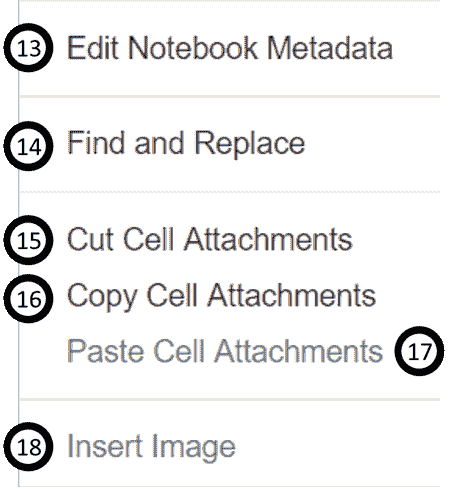 13 Edit Notebook Metadata
14 Find and Replace
15 Cut Cell Attachments
16 Copy Cell Attachments
Paste Cell Attachments 17
18 Insert Image